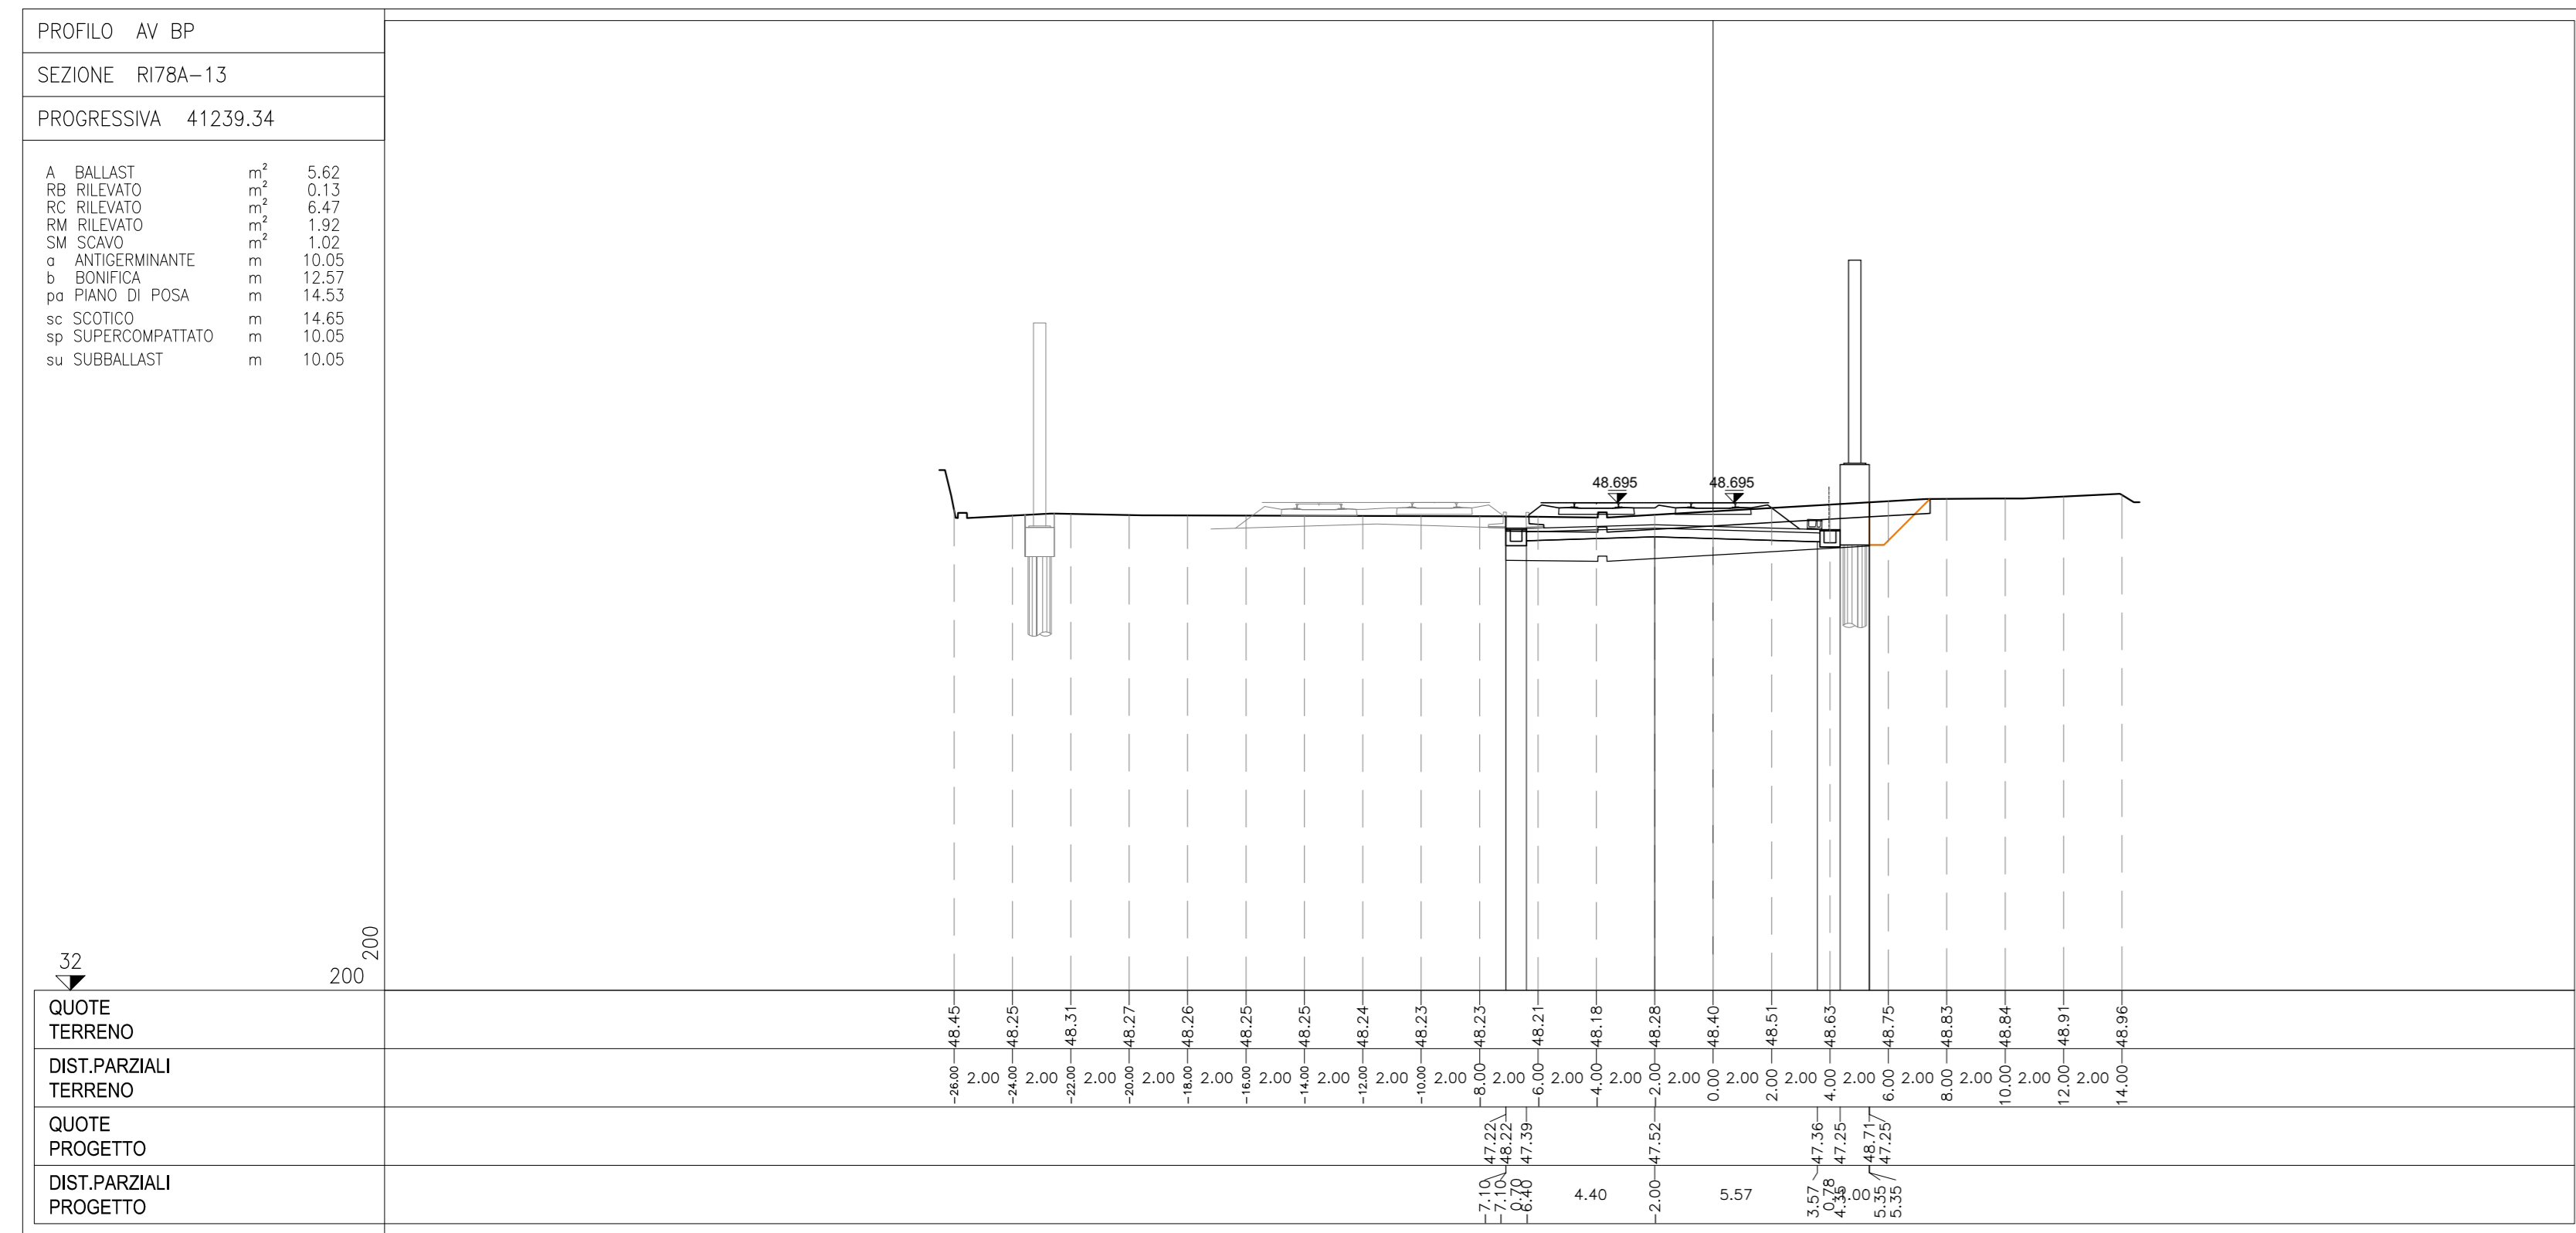 PROFILO AV BP
SEZIONE RI78A-13
PROGRESSIVA 41239.34
A BALLAST m² 5.62
RB RILEVATO m² 0.13
RC RILEVATO m² 6.47
RM RILEVATO m² 1.92
SM SCAVO m² 1.02
a ANTIGERMINANTE m 10.05
b BONIFICA m 12.57
pa PIANO DI POSA m 14.53
sc SCOTICO m 14.65
sp SUPERCOMPATTATO m 10.05
su SUBBALLAST m 10.05
48.695 48.695
32
200
200
QUOTE
TERRENO
48.45 48.25 48.31 48.27 48.26 48.25 48.25 48.24 48.23 48.23 48.21 48.18 48.28 48.40 48.51 48.63 48.75 48.83 48.84 48.91 48.96
DIST.PARZIALI
TERRENO
-26.00 2.00 -24.00 2.00 -22.00 2.00 -20.00 2.00 -18.00 2.00 -16.00 2.00 -14.00 2.00 -12.00 2.00 -10.00 2.00 -8.00 2.00 -6.00 2.00 -4.00 2.00 -2.00 2.00 0.00 2.00 2.00 2.00 4.00 2.00 6.00 2.00 8.00 2.00 10.00 2.00 12.00 2.00 14.00
QUOTE
PROGETTO
47.22 48.22 47.39 47.52 47.36 47.25 48.71 47.25
DIST.PARZIALI
PROGETTO
-7.10 -7.10 0.70 -6.40 4.40 -2.00 5.57 3.57 0.78 4.35 1.00 5.35 5.35